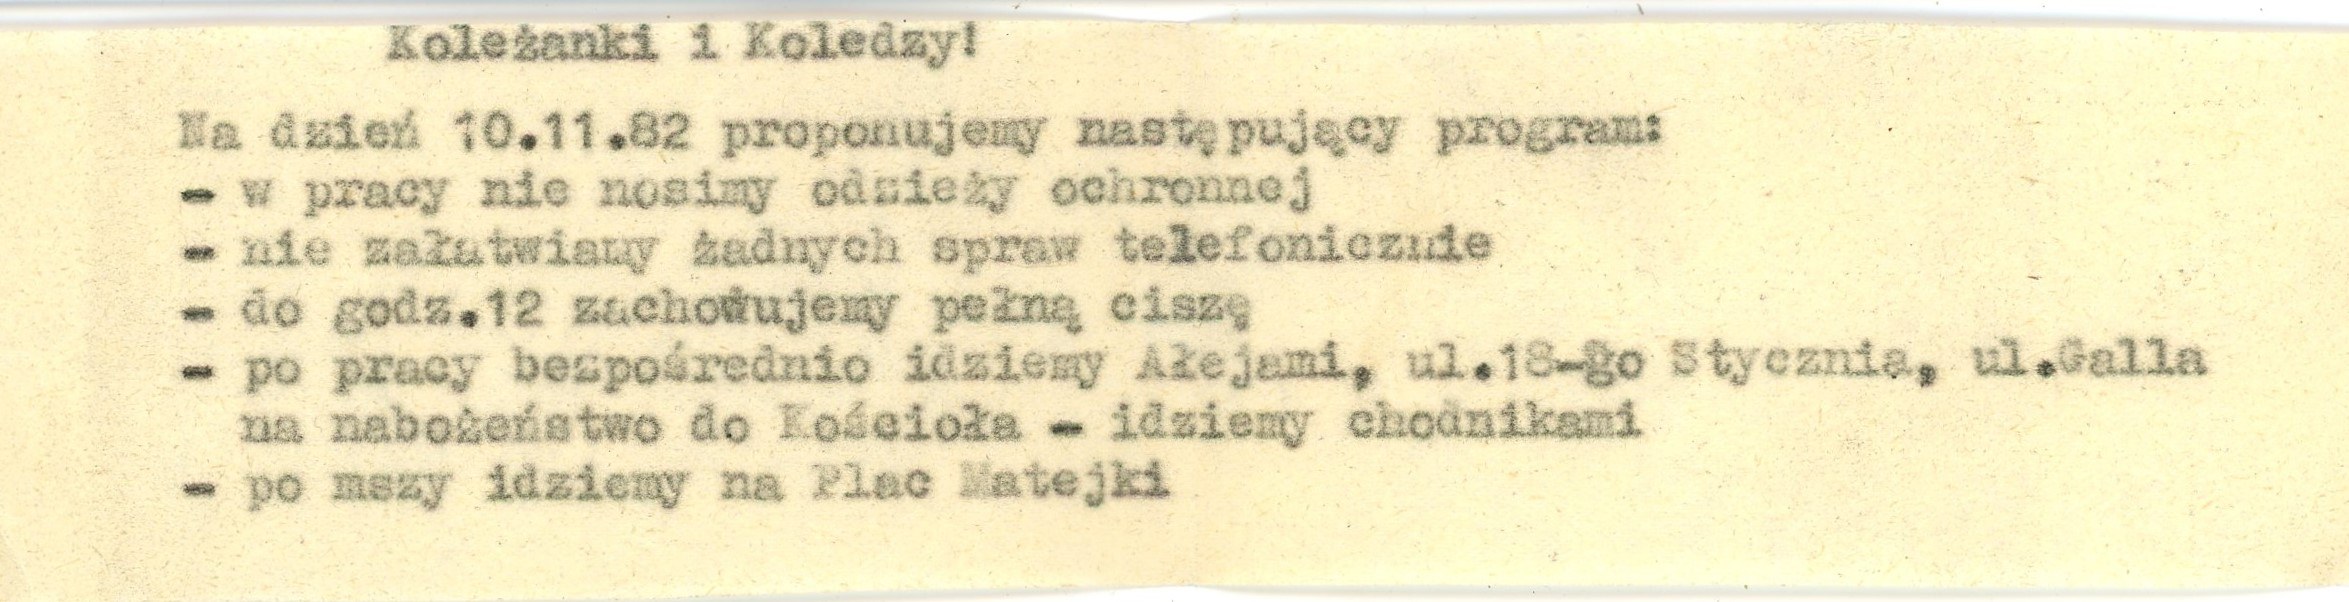 Koleżanki i Koledzy!
Na dzień 10.11.82 proponujemy następujący program:
- w pracy nie nosimy odzieży ochronnej
- nie załatwiamy żadnych spraw telefonicznie
- do godz.12 zachowujemy pełną ciszę
- po pracy bezpośrednio idziemy Ałejami, ul.18-go Stycznia, ul.Galla
na nabożeństwo do Kościoła - idziemy chodnikami
- po mszy idziemy na Plac Matejki